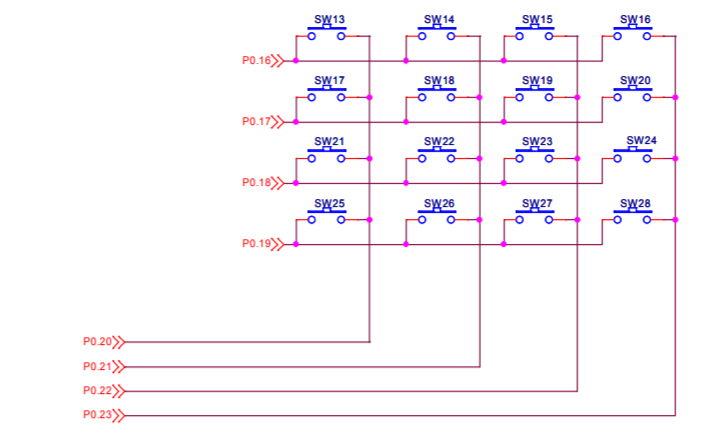 SW13 SW14 SW15 SW16
P0.16
SW17 SW18 SW19 SW20
P0.17
SW21 SW22 SW23 SW24
P0.18
SW25 SW26 SW27 SW28
P0.19
P0.20
P0.21
P0.22
P0.23